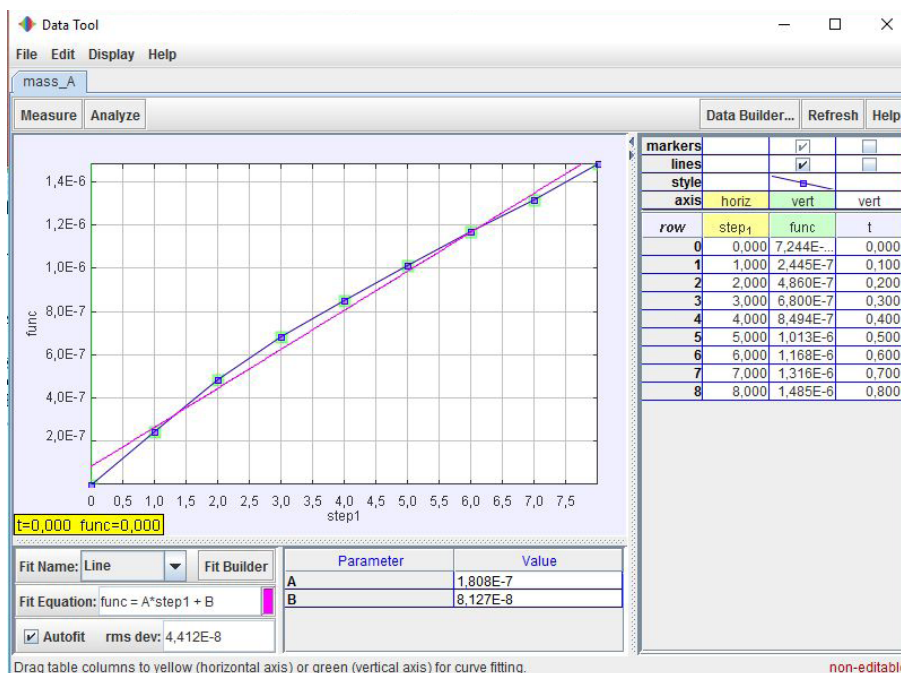 Data Tool
File Edit Display Help
mass_A
Measure Analyze Data Builder... Refresh Help
1,4E-6
1,2E-6
1,0E-6
8,0E-7
6,0E-7
4,0E-7
2,0E-7
func
0 0,5 1,0 1,5 2,0 2,5 3,0 3,5 4,0 4,5 5,0 5,5 6,0 6,5 7,0 7,5
step1
t=0,000 func=0,000
markers
lines
style
axis horiz vert vert
row step1 func t
0 0,000 7,244E-... 0,000
1 1,000 2,445E-7 0,100
2 2,000 4,860E-7 0,200
3 3,000 6,800E-7 0,300
4 4,000 8,494E-7 0,400
5 5,000 1,013E-6 0,500
6 6,000 1,168E-6 0,600
7 7,000 1,316E-6 0,700
8 8,000 1,485E-6 0,800
Fit Name: Line Fit Builder
Fit Equation: func = A*step1 + B
Autofit rms dev: 4,412E-8
Parameter Value
A 1,808E-7
B 8,127E-8
Drag table columns to yellow (horizontal axis) or green (vertical axis) for curve fitting. non-editable